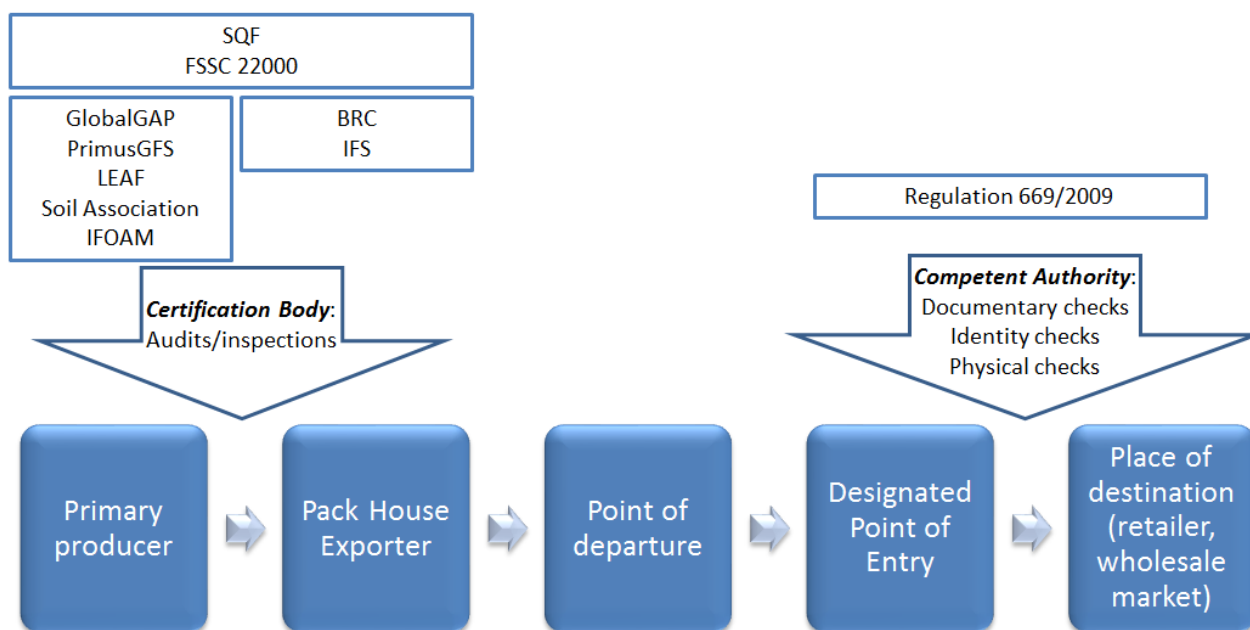 SQF
FSSC 22000
GlobalGAP
PrimusGFS
LEAF
Soil Association
IFOAM
BRC
IFS
Regulation 669/2009
Certification Body:
Audits/inspections
Competent Authority:
Documentary checks
Identity checks
Physical checks
Primary
producer
Pack House
Exporter
Point of
departure
Designated
Point of
Entry
Place of
destination
(retailer,
wholesale
market)